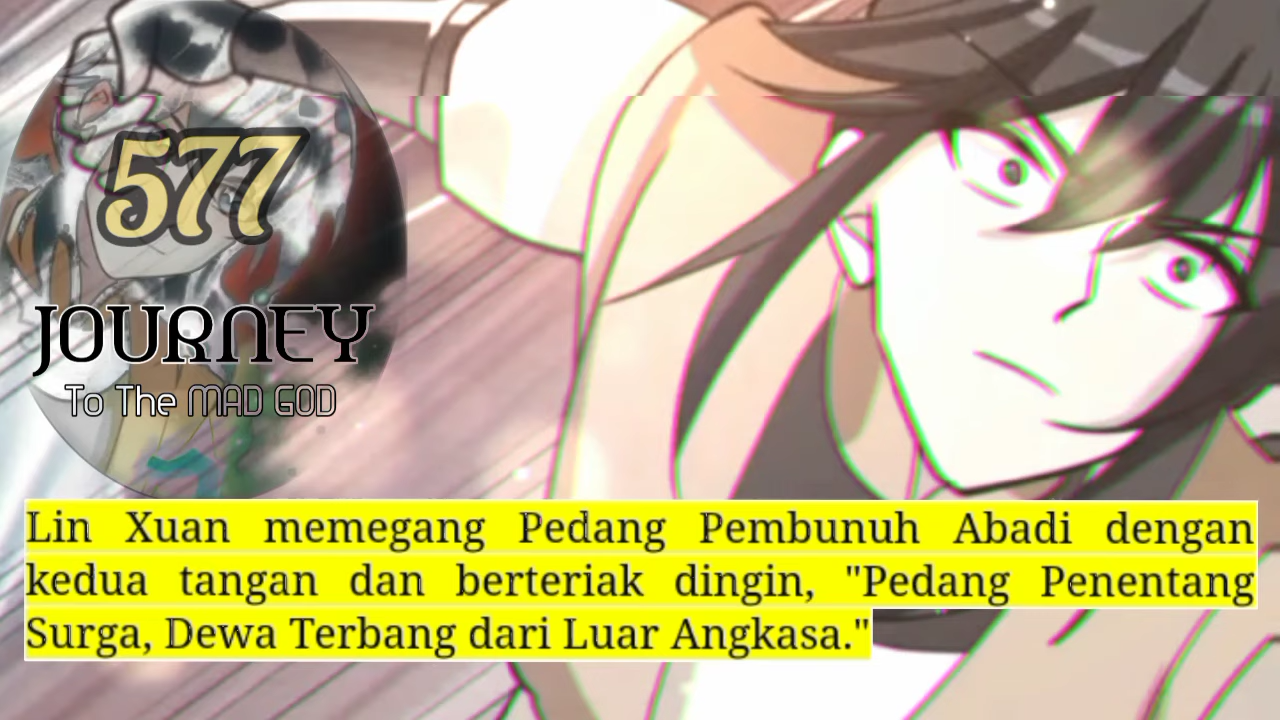 577
JOURNEY
To The MAD GOD
Lin Xuan memegang Pedang Pembunuh Abadi dengan
kedua tangan dan berteriak dingin, "Pedang Penentang
Surga, Dewa Terbang dari Luar Angkasa."